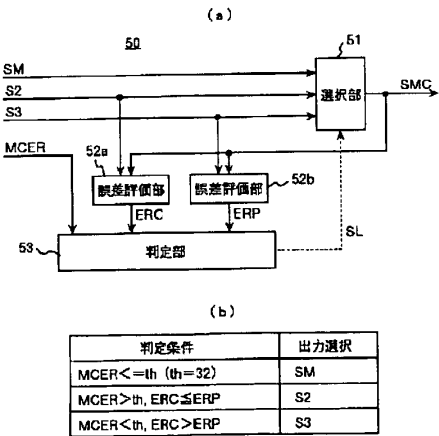 (a)
50
51
SM
S2
S3
選択部
SMC
MCER
52a
誤差評価部
誤差評価部
52b
ERC
ERP
SL
53
判定部
(b)
判定条件 出力選択
MCER<=th (th=32) SM
MCER>th, ERC≦ERP S2
MCER<th, ERC>ERP S3